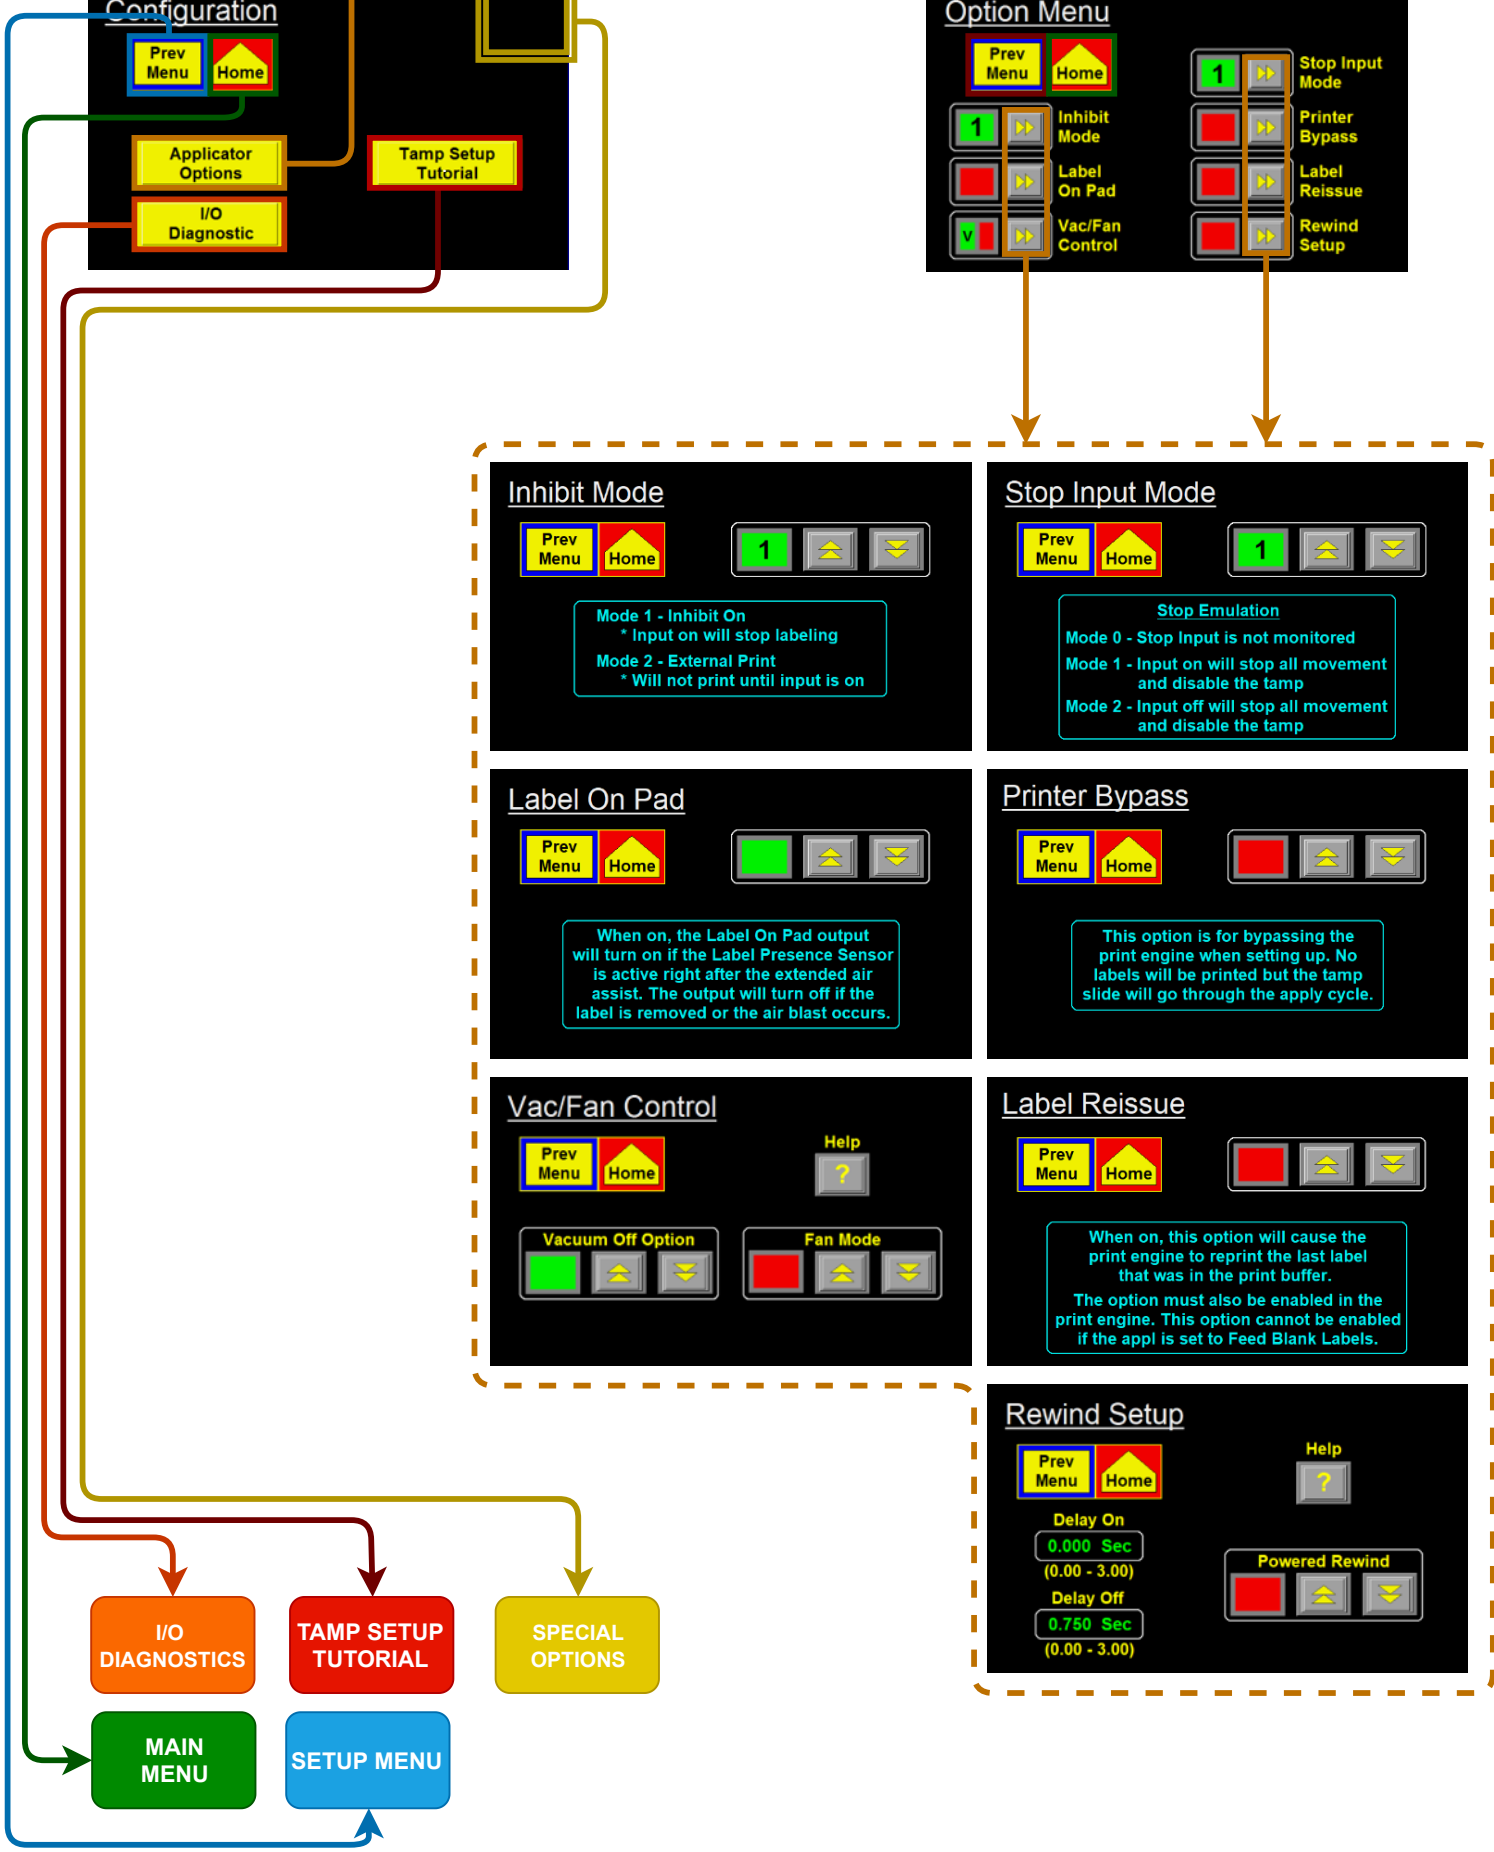 Configuration
Prev
Menu
Home
Applicator
Options
Tamp Setup
Tutorial
I/O
Diagnostic
Option Menu
Prev
Menu
Home
1
Stop Input
Mode
1
Inhibit
Mode
Printer
Bypass
Label
On Pad
Label
Reissue
V
Vac/Fan
Control
Rewind
Setup
Inhibit Mode
Prev
Menu
Home
1
Mode 1 - Inhibit On
* Input on will stop labeling
Mode 2 - External Print
* Will not print until input is on
Stop Input Mode
Prev
Menu
Home
1
Stop Emulation
Mode 0 - Stop Input is not monitored
Mode 1 - Input on will stop all movement
and disable the tamp
Mode 2 - Input off will stop all movement
and disable the tamp
Label On Pad
Prev
Menu
Home
When on, the Label On Pad output
will turn on if the Label Presence Sensor
is active right after the extended air
assist. The output will turn off if the
label is removed or the air blast occurs.
Printer Bypass
Prev
Menu
Home
This option is for bypassing the
print engine when setting up. No
labels will be printed but the tamp
slide will go through the apply cycle.
Vac/Fan Control
Prev
Menu
Home
Help
?
Vacuum Off Option
Fan Mode
Label Reissue
Prev
Menu
Home
When on, this option will cause the
print engine to reprint the last label
that was in the print buffer.
The option must also be enabled in the
print engine. This option cannot be enabled
if the appl is set to Feed Blank Labels.
Rewind Setup
Prev
Menu
Home
Help
?
Delay On
0.000 Sec
(0.00 - 3.00)
Delay Off
0.750 Sec
(0.00 - 3.00)
Powered Rewind
I/O
DIAGNOSTICS
TAMP SETUP
TUTORIAL
SPECIAL
OPTIONS
MAIN
MENU
SETUP MENU